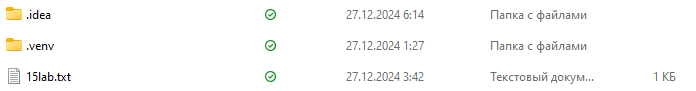 .idea 27.12.2024 6:14 Папка с файлами
.venv 27.12.2024 1:27 Папка с файлами
15lab.txt 27.12.2024 3:42 Текстовый докум... 1 КБ